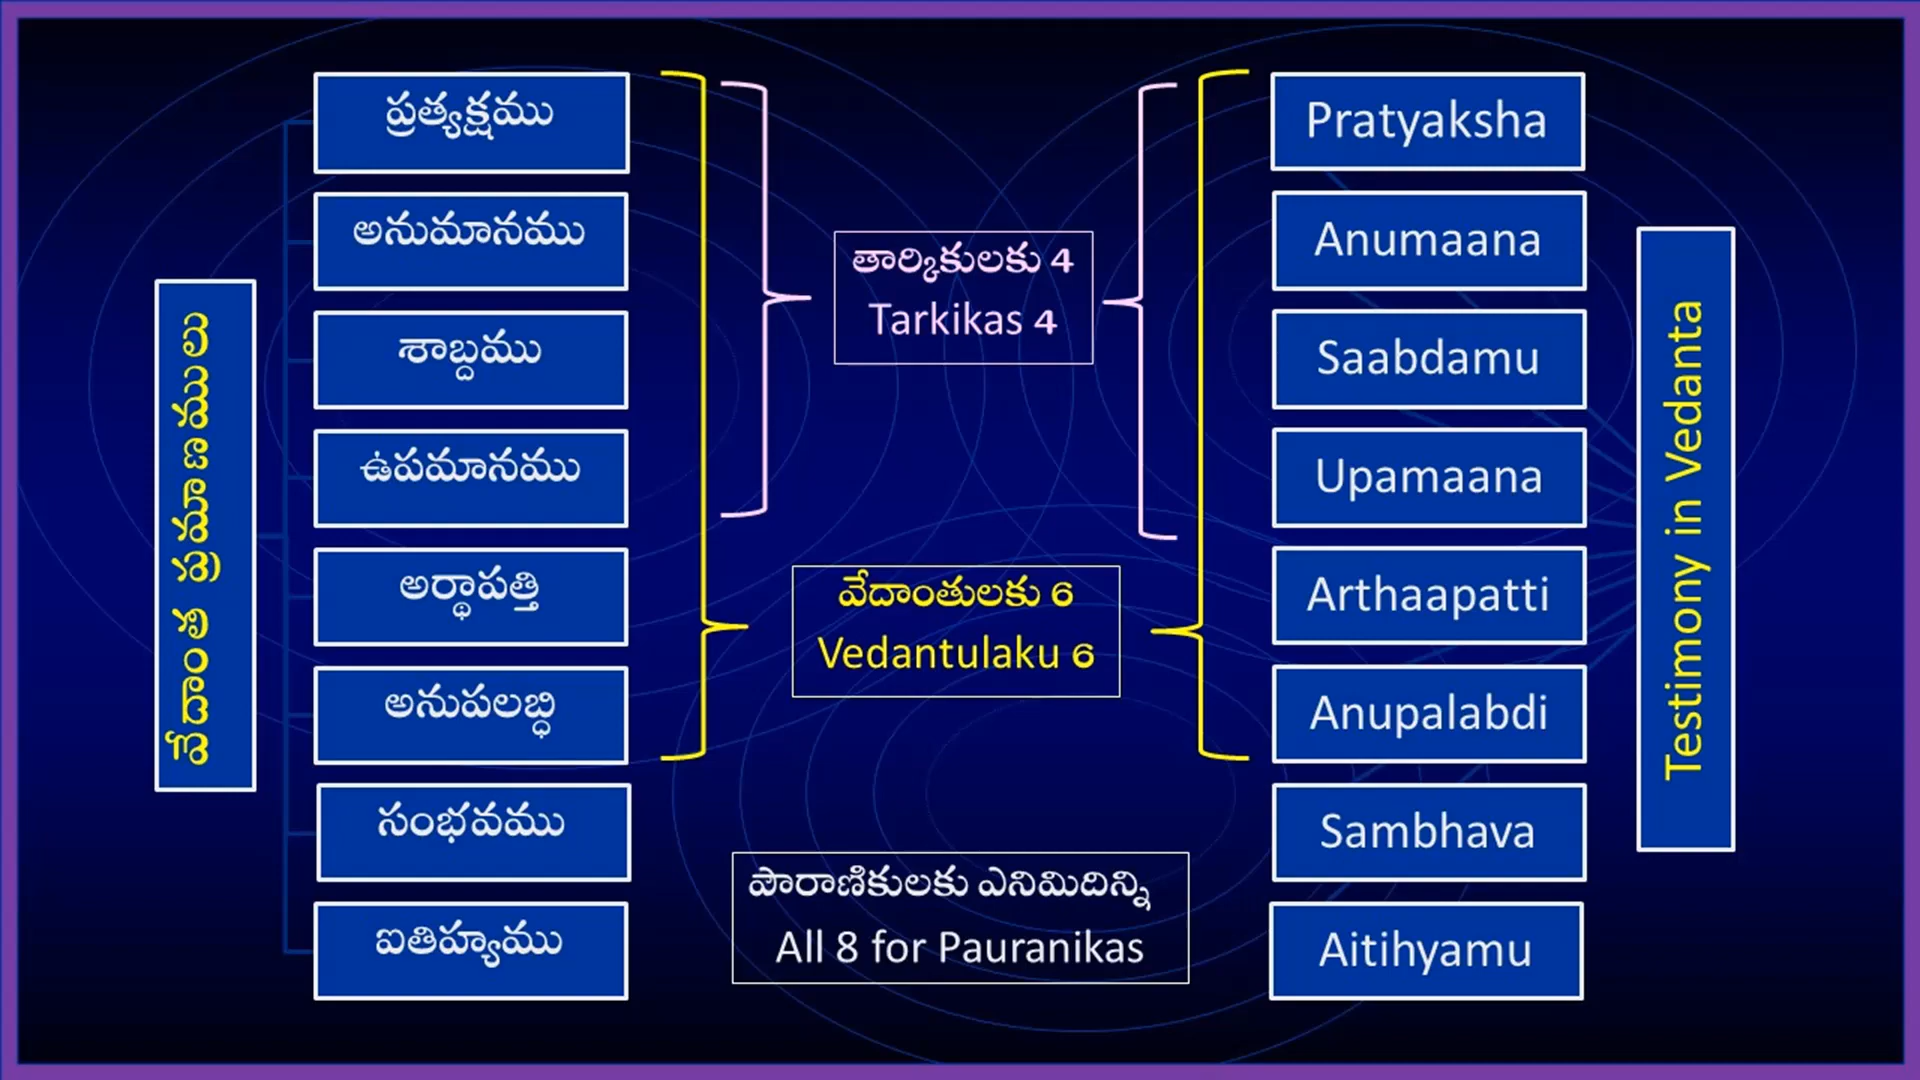 వేదాంత ప్రమాణములు
ప్రత్యక్షము
అనుమానము
శాబ్దము
ఉపమానము
అర్థాపత్తి
అనుపలబ్ధి
సంభవము
ఐతిహ్యము
తార్కికులకు 4
Tarkikas 4
వేదాంతులకు 6
Vedantulaku 6
పౌరాణికులకు ఎనిమిదిన్ని
All 8 for Pauranikas
Pratyaksha
Anumaana
Saabdamu
Upamaana
Arthaapatti
Anupalabdi
Sambhava
Aitihyamu
Testimony in Vedanta